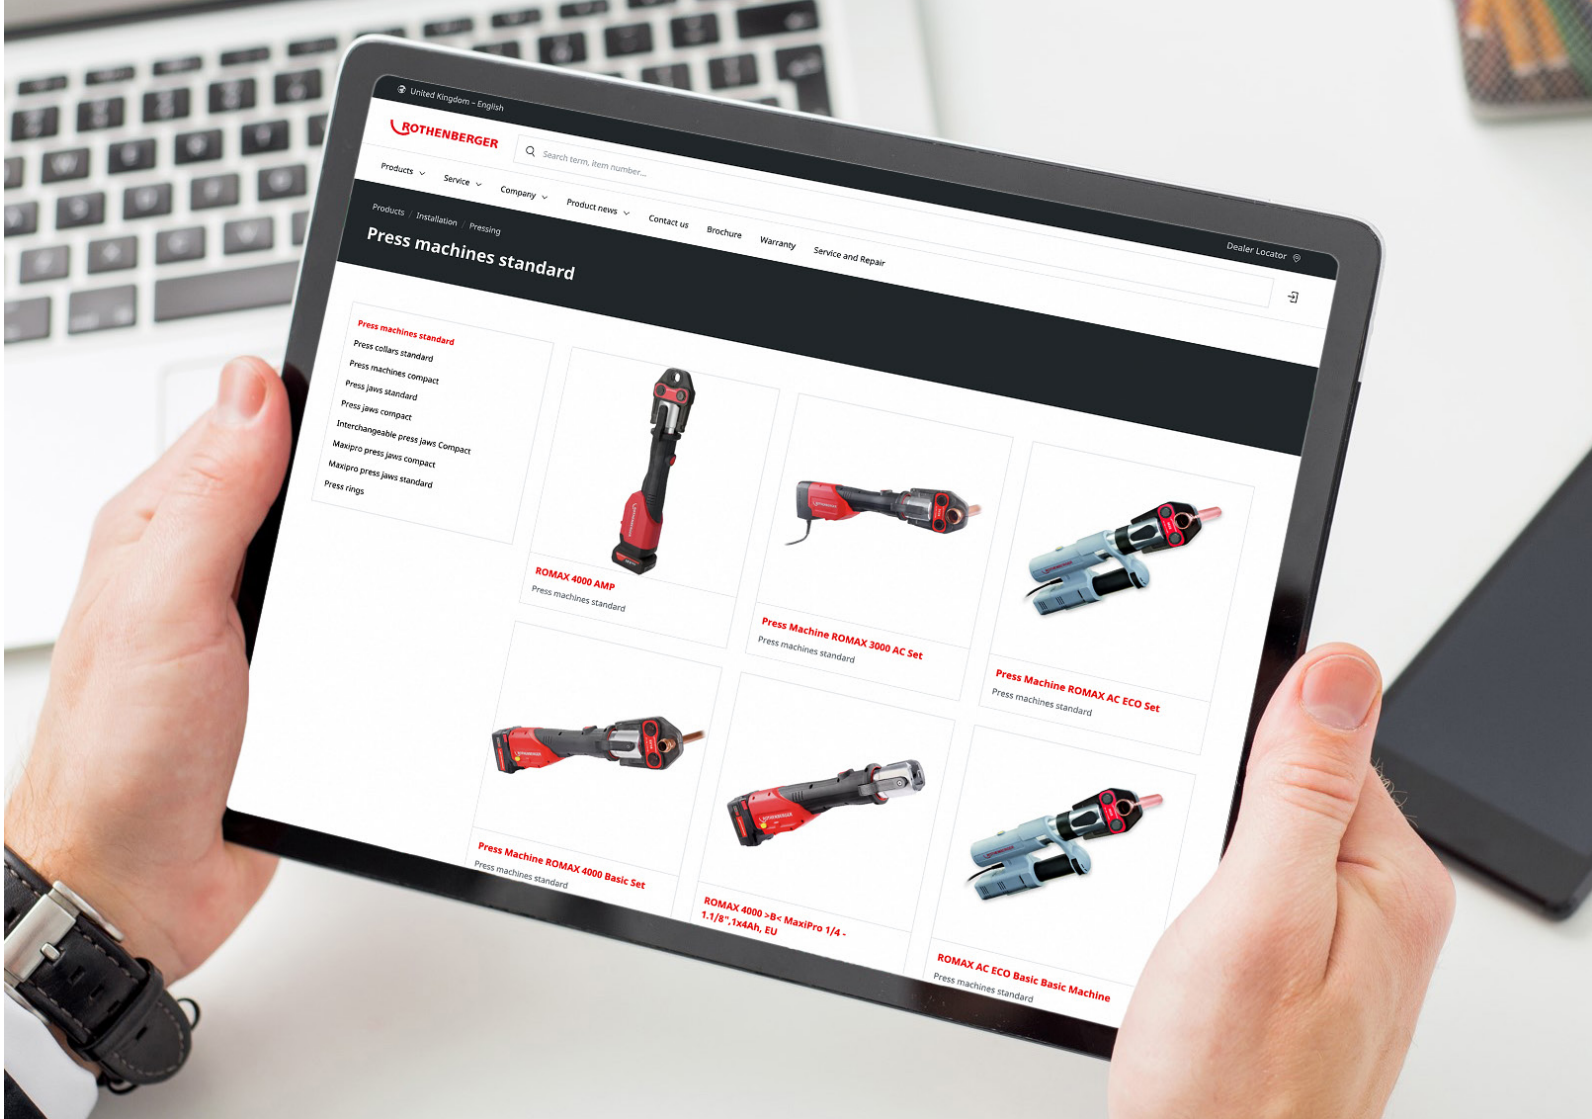 United Kingdom – English
Dealer Locator
ROTHENBERGER
Search term, item number...
Products
Service
Company
Product news
Contact us
Brochure
Warranty
Service and Repair
Products / Installation / Pressing
Press machines standard
Press machines standard
Press collars standard
Press machines compact
Press jaws standard
Press jaws compact
Interchangeable press jaws Compact
Maxipro press jaws compact
Maxipro press jaws standard
Press rings
ROMAX 4000 AMP
Press machines standard
Press Machine ROMAX 3000 AC Set
Press machines standard
Press Machine ROMAX AC ECO Set
Press machines standard
Press Machine ROMAX 4000 Basic Set
Press machines standard
ROTHENBERGER
ROMAX 4000 >B< MaxiPro 1/4 -
1.1/8",1x4Ah, EU
ROMAX AC ECO Basic Basic Machine
Press machines standard